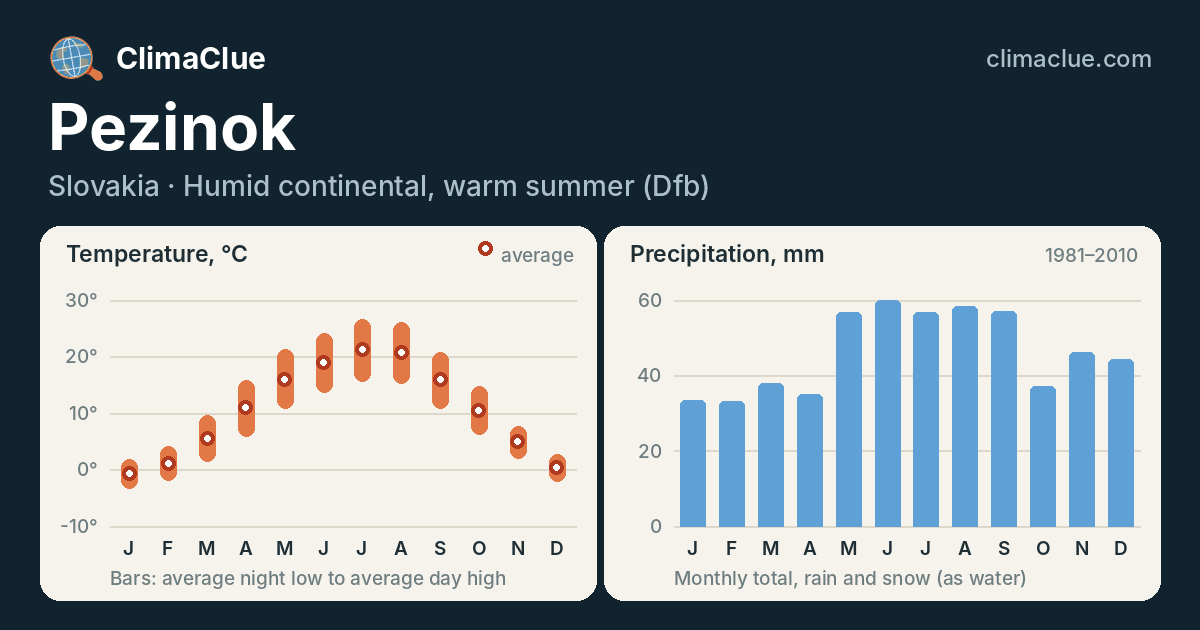 ClimaClue
climaclue.com
Pezinok
Slovakia · Humid continental, warm summer (Dfb)
Temperature, °C
average
30°
20°
10°
0°
-10°
J F M A M J J A S O N D
Bars: average night low to average day high
Precipitation, mm
1981–2010
60
40
20
0
J F M A M J J A S O N D
Monthly total, rain and snow (as water)